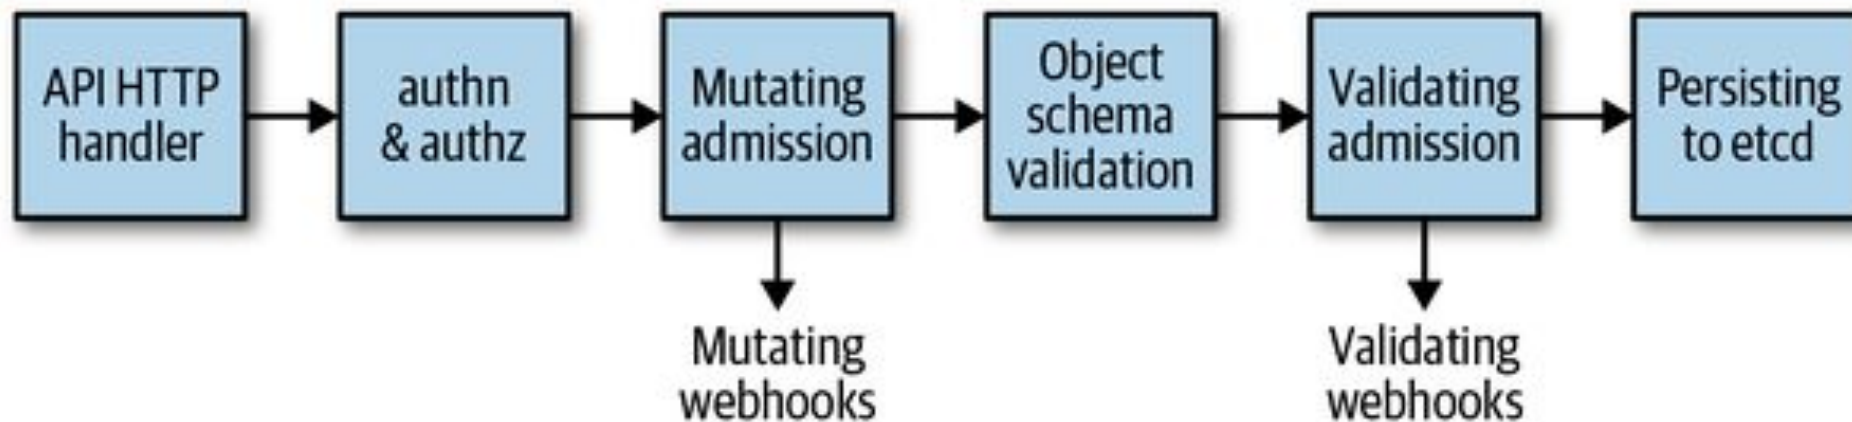 API HTTP
handler
authn
& authz
Mutating
admission
Object
schema
validation
Validating
admission
Persisting
to etcd
Mutating
webhooks
Validating
webhooks